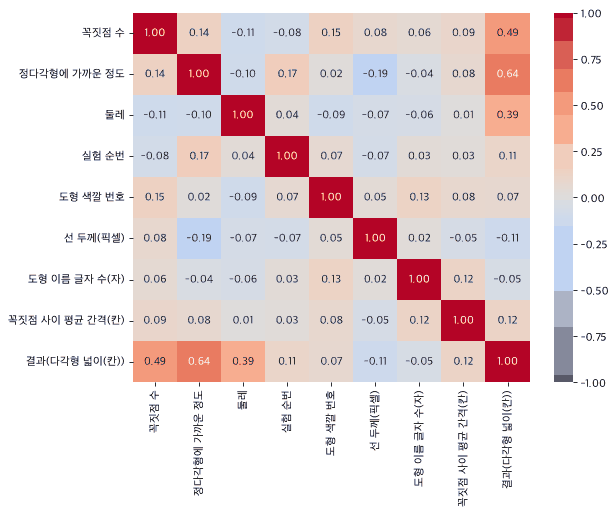 꼭짓점 수 1.00 0.14 -0.11 -0.08 0.15 0.08 0.06 0.09 0.49
정다각형에 가까운 정도 0.14 1.00 -0.10 0.17 0.02 -0.19 -0.04 0.08 0.64
둘레 -0.11 -0.10 1.00 0.04 -0.09 -0.07 -0.06 0.01 0.39
실험 순번 -0.08 0.17 0.04 1.00 0.07 -0.07 0.03 0.03 0.11
도형 색깔 번호 0.15 0.02 -0.09 0.07 1.00 0.05 0.13 0.08 0.07
선 두께(픽셀) 0.08 -0.19 -0.07 -0.07 0.05 1.00 0.02 -0.05 -0.11
도형 이름 글자 수(자) 0.06 -0.04 -0.06 0.03 0.13 0.02 1.00 0.12 -0.05
꼭짓점 사이 평균 간격(칸) 0.09 0.08 0.01 0.03 0.08 -0.05 0.12 1.00 0.12
결과(다각형 넓이(칸)) 0.49 0.64 0.39 0.11 0.07 -0.11 -0.05 0.12 1.00
꼭짓점 수
정다각형에 가까운 정도
둘레
실험 순번
도형 색깔 번호
선 두께(픽셀)
도형 이름 글자 수(자)
꼭짓점 사이 평균 간격(칸)
결과(다각형 넓이(칸))
1.00
0.75
0.50
0.25
0.00
-0.25
-0.50
-0.75
-1.00